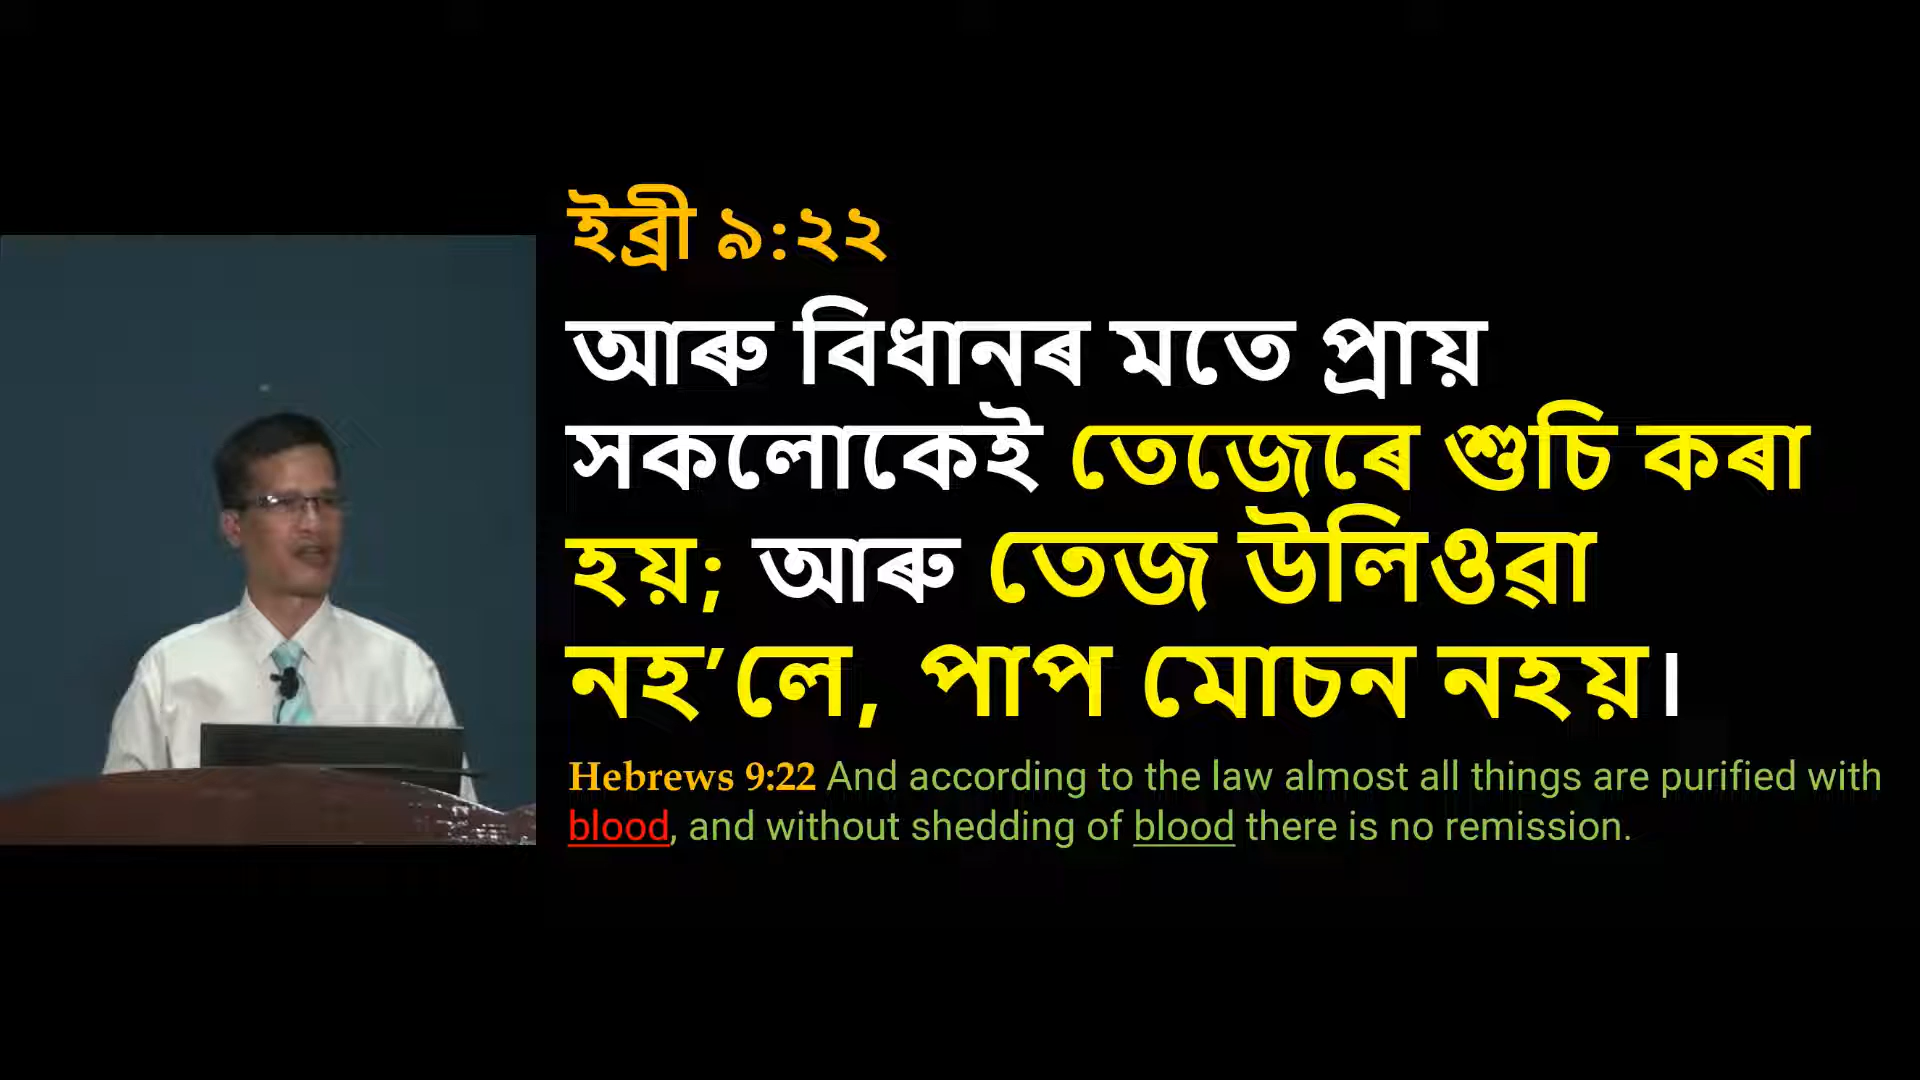 ইব্ৰী ৯:২২
আৰু বিধানৰ মতে প্ৰায়
সকলোকেই তেজেৰে শুচি কৰা
হয়; আৰু তেজ উলিওৱা
নহ’লে, পাপ মোচন নহয়।
Hebrews 9:22 And according to the law almost all things are purified with
blood, and without shedding of blood there is no remission.